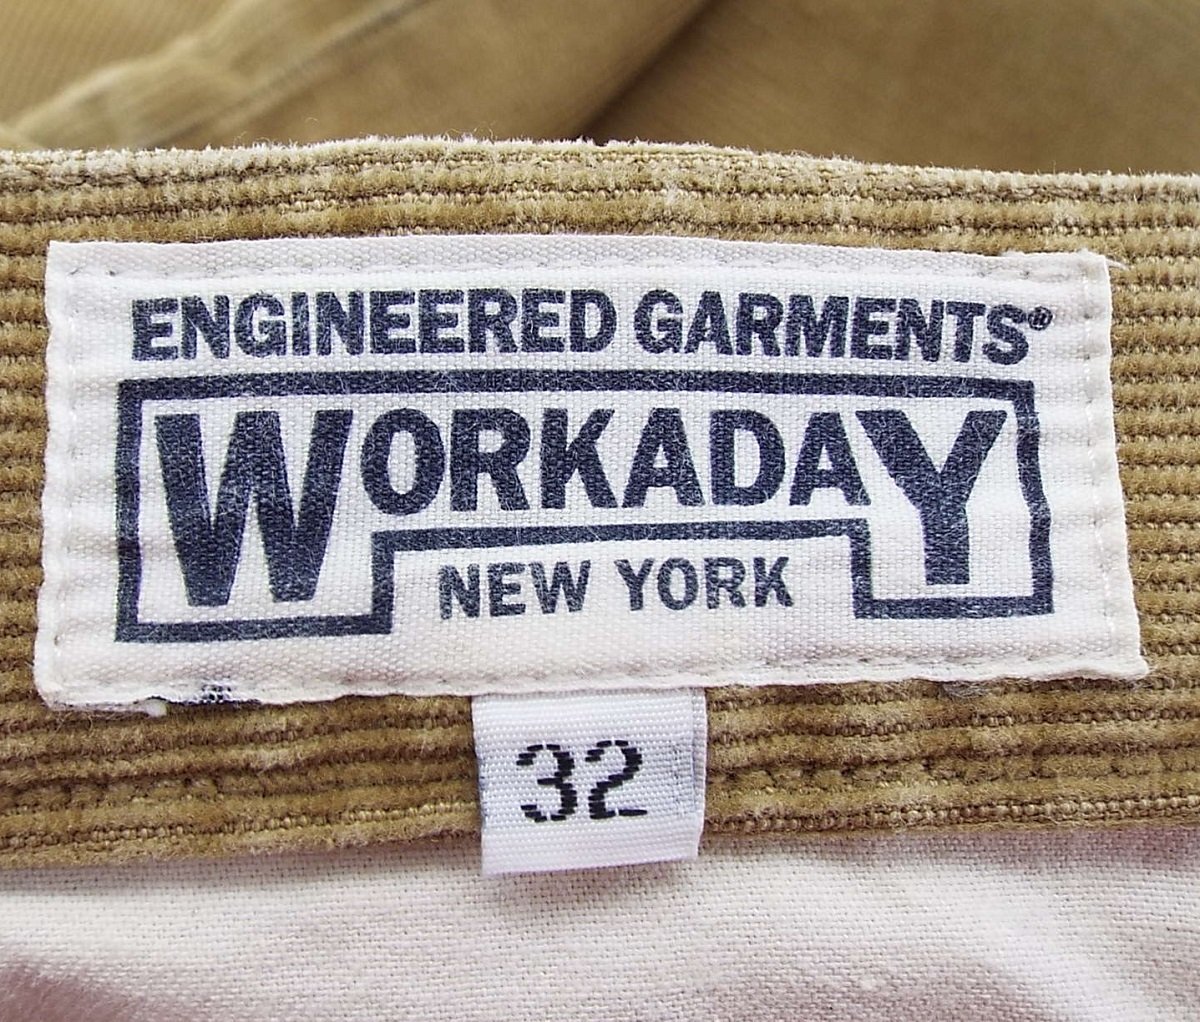 ENGINEERED GARMENTS®
WORKADAY
NEW YORK
32